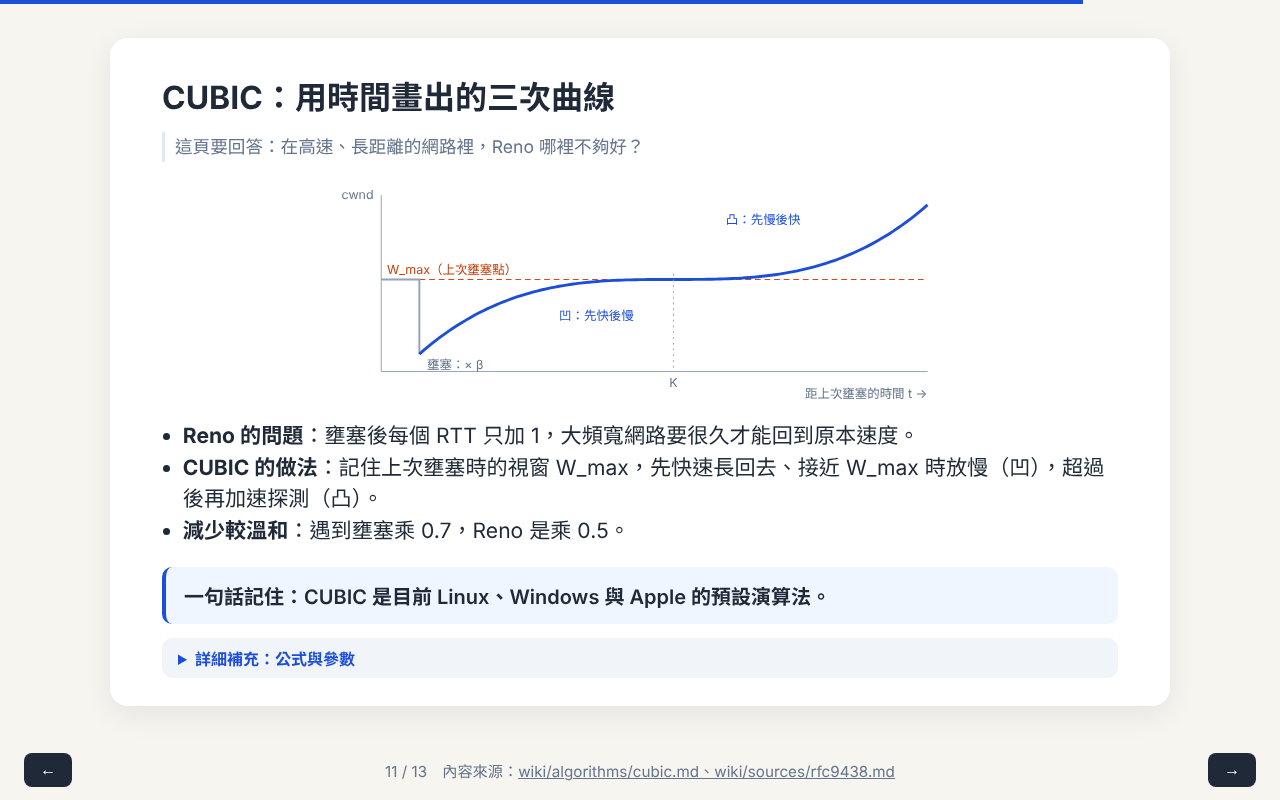 CUBIC：用時間畫出的三次曲線
這頁要回答：在高速、長距離的網路裡，Reno 哪裡不夠好？
cwnd
凸：先慢後快
W_max（上次壅塞點）
凹：先快後慢
壅塞：× β
K
距上次壅塞的時間 t →
• Reno 的問題：壅塞後每個 RTT 只加 1，大頻寬網路要很久才能回到原本速度。
• CUBIC 的做法：記住上次壅塞時的視窗 W_max，先快速長回去、接近 W_max 時放慢（凹），超過
後再加速探測（凸）。
• 減少較溫和：遇到壅塞乘 0.7，Reno 是乘 0.5。
一句話記住：CUBIC 是目前 Linux、Windows 與 Apple 的預設演算法。
▶ 詳細補充：公式與參數
←
11 / 13 內容來源：wiki/algorithms/cubic.md、wiki/sources/rfc9438.md
→